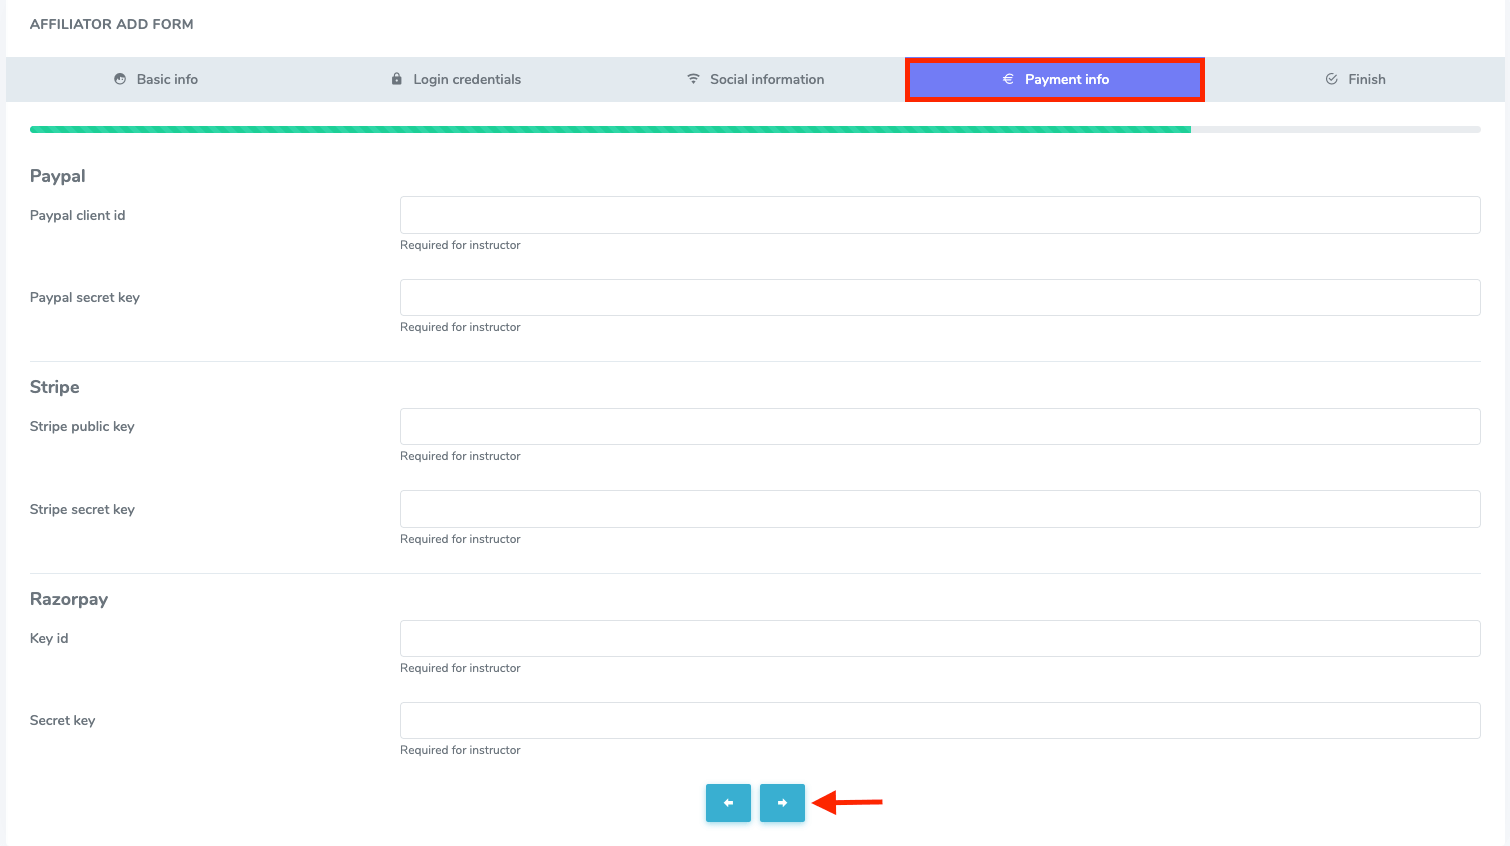 AFFILIATOR ADD FORM
Basic info
Login credentials
Social information
Payment info
Finish
Paypal
Paypal client id
Required for instructor
Paypal secret key
Required for instructor
Stripe
Stripe public key
Required for instructor
Stripe secret key
Required for instructor
Razorpay
Key id
Required for instructor
Secret key
Required for instructor